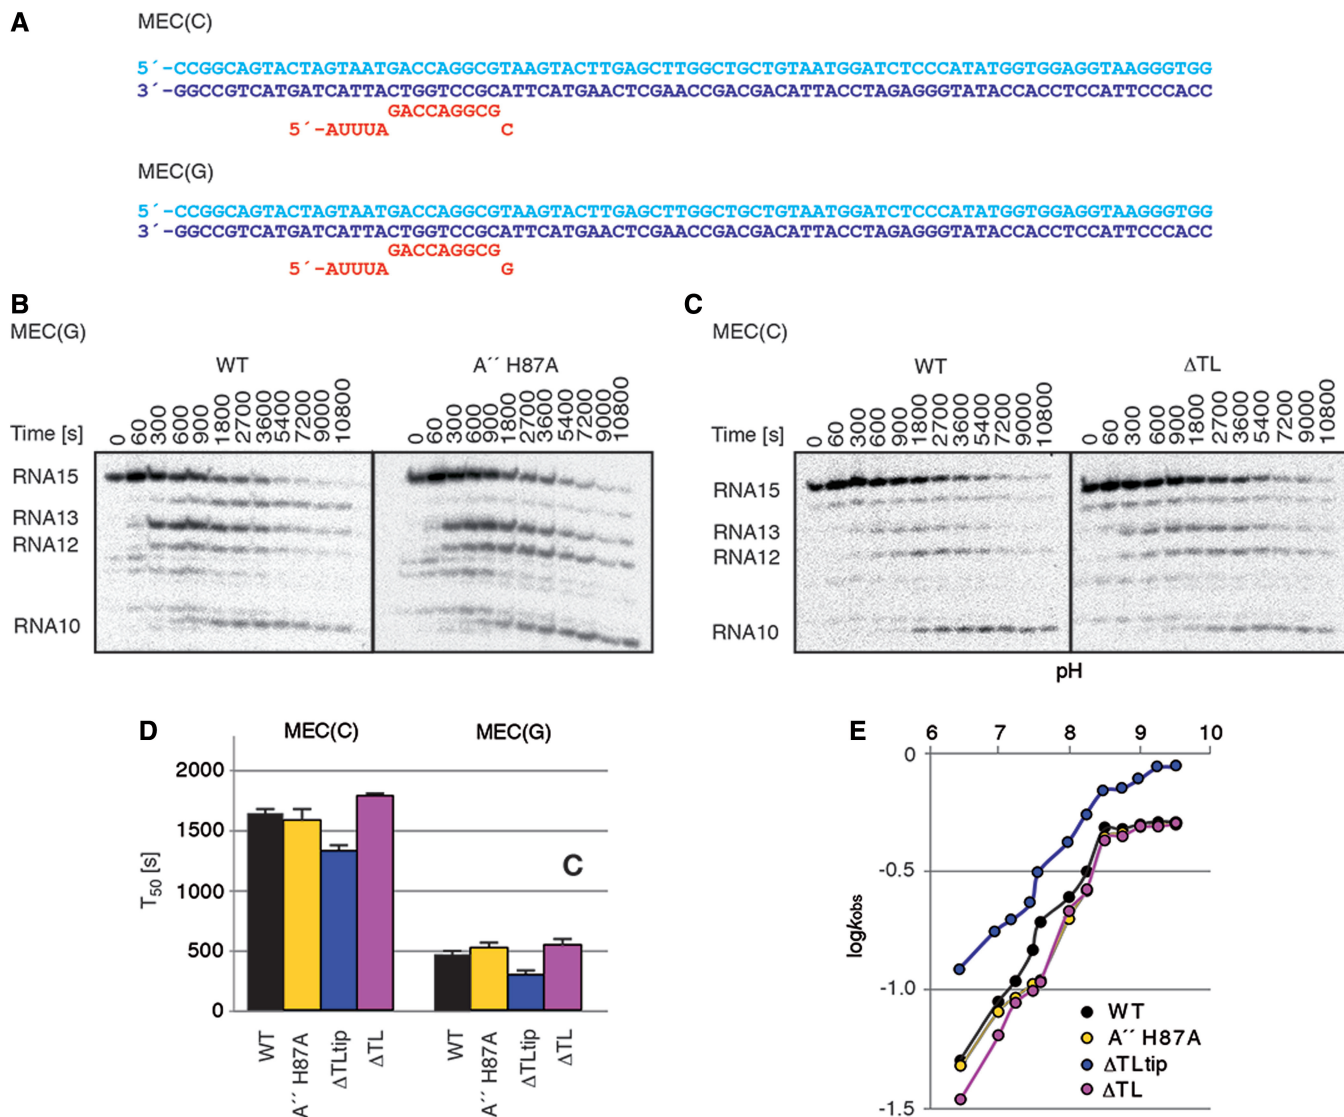 A
MEC(C)
5´-CCGGCAGTACTAGTAATGACCAGGCGTAAGTACTTGAGCTTGGCTGCTGTAATGGATCTCCCATATGGTGGAGGTAAGGGTGG
3´-GGCCGTCATGATCATTACTGGTCCGCATTCATGAACTCGAACCGACGACATTACCTAGAGGGTATACCACCTCCATTCCCACC
GACCAGGCG
5´-AUUUA C
MEC(G)
5´-CCGGCAGTACTAGTAATGACCAGGCGTAAGTACTTGAGCTTGGCTGCTGTAATGGATCTCCCATATGGTGGAGGTAAGGGTGG
3´-GGCCGTCATGATCATTACTGGTCCGCATTCATGAACTCGAACCGACGACATTACCTAGAGGGTATACCACCTCCATTCCCACC
GACCAGGCG
5´-AUUUA G
B
MEC(G)
WT A´´ H87A
Time [s] 0 60 300 600 900 1800 2700 3600 5400 7200 9000 10800 0 60 300 600 900 1800 2700 3600 5400 7200 9000 10800
RNA15
RNA13
RNA12
RNA10
C
MEC(C)
WT ΔTL
Time [s] 0 60 300 600 900 1800 2700 3600 5400 7200 9000 10800 0 60 300 600 900 1800 2700 3600 5400 7200 9000 10800
RNA15
RNA13
RNA12
RNA10
D
MEC(C) MEC(G)
T50 [s]
2000
1500
1000
500
0
C
WT A´´ H87A ΔTLtip ΔTL WT A´´ H87A ΔTLtip ΔTL
E
pH
6 7 8 9 10
logkobs
0
-0.5
-1.0
-1.5
WT
A´´ H87A
ΔTLtip
ΔTL